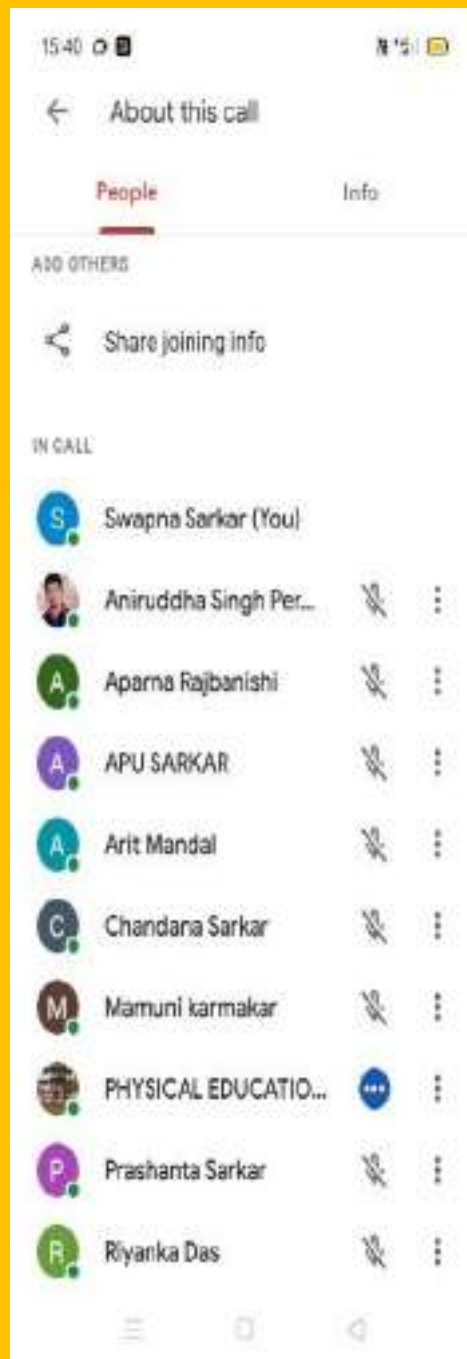 15:40
About this call
People Info
ADD OTHERS
Share joining info
IN CALL
S Swapna Sarkar (You)
Aniruddha Singh Per...
A Aparna Rajbanishi
A APU SARKAR
A Arit Mandal
C Chandana Sarkar
M Mamuni karmakar
PHYSICAL EDUCATIO...
P Prashanta Sarkar
R Riyanka Das